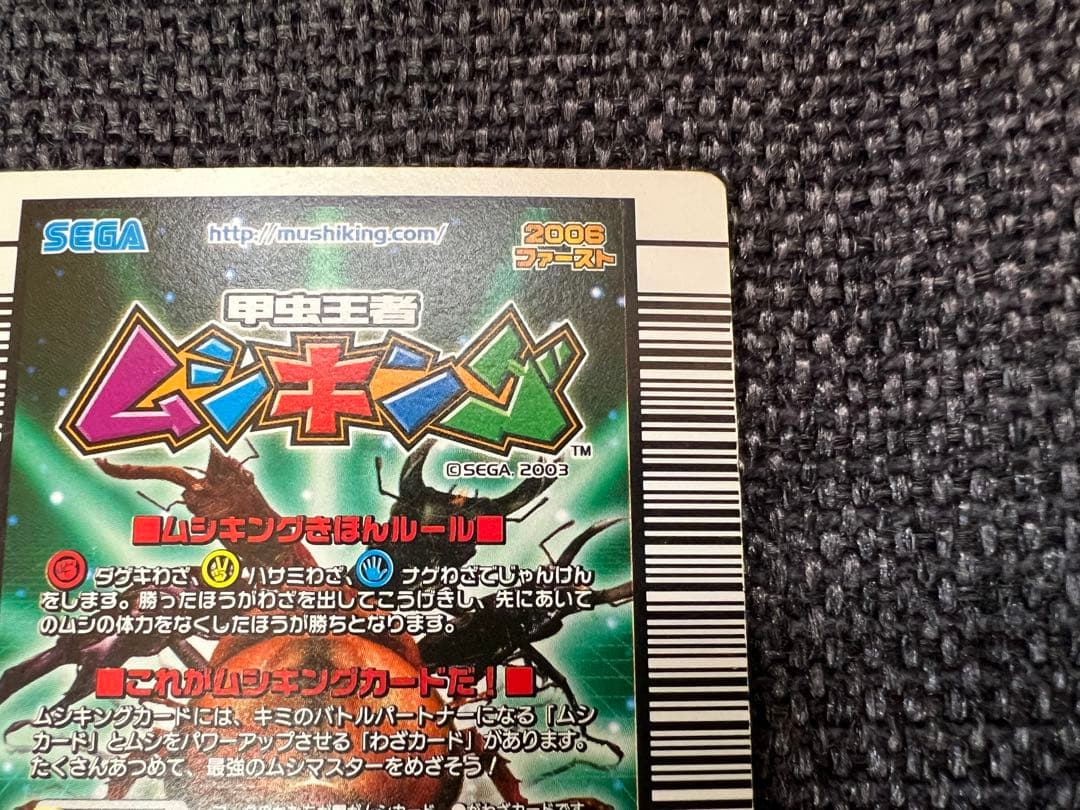 SEGA
http://mushiking.com/
2006
ファースト
甲虫王者
ムシキング™
©SEGA, 2003
■ムシキングきほんルール■
ダゲキわざ、ハサミわざ、ナゲわざでじゃんけん
をします。勝ったほうがわざを出してこうげきし、先にあいて
のムシの体力をなくしたほうが勝ちとなります。
■これがムシキングカードだ！■
ムシキングカードには、キミのバトルパートナーになる「ムシ
カード」とムシをパワーアップさせる「わざカード」があります。
たくさんあつめて、最強のムシマスターをめざそう！